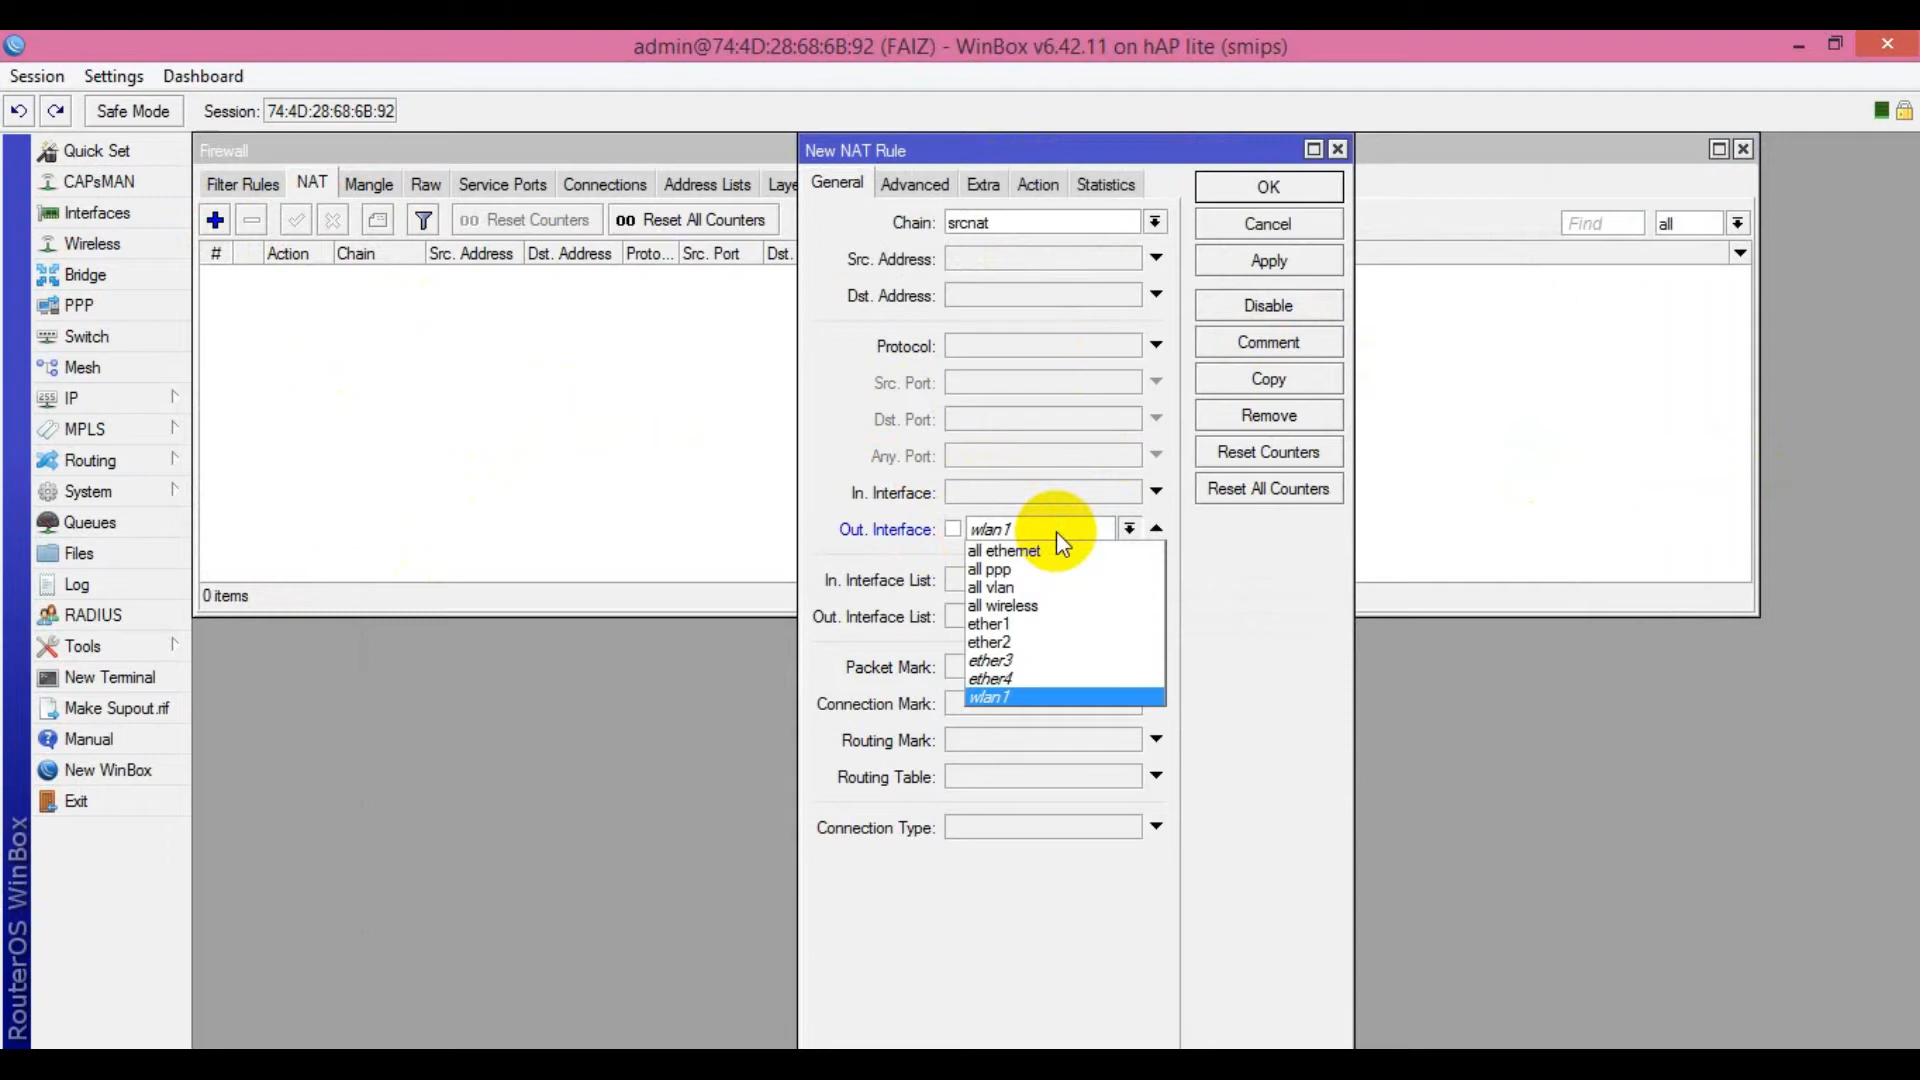 admin@74:4D:28:68:6B:92 (FAIZ) - WinBox v6.42.11 on hAP lite (smips)
Session Settings Dashboard
Safe Mode Session: 74:4D:28:68:6B:92
Quick Set
CAPsMAN
Interfaces
Wireless
Bridge
PPP
Switch
Mesh
IP
MPLS
Routing
System
Queues
Files
Log
RADIUS
Tools
New Terminal
Make Supout.rif
Manual
New WinBox
Exit
RouterOS WinBox
Firewall
Filter Rules NAT Mangle Raw Service Ports Connections Address Lists Laye
00 Reset Counters 00 Reset All Counters
Find all
# Action Chain Src. Address Dst. Address Proto... Src. Port Dst.
0 items
New NAT Rule
General Advanced Extra Action Statistics
Chain: srcnat
Src. Address:
Dst. Address:
Protocol:
Src. Port:
Dst. Port:
Any. Port:
In. Interface:
Out. Interface: wlan1
all ethernet
all ppp
all vlan
all wireless
ether1
ether2
ether3
ether4
wlan1
In. Interface List:
Out. Interface List:
Packet Mark:
Connection Mark:
Routing Mark:
Routing Table:
Connection Type:
OK
Cancel
Apply
Disable
Comment
Copy
Remove
Reset Counters
Reset All Counters